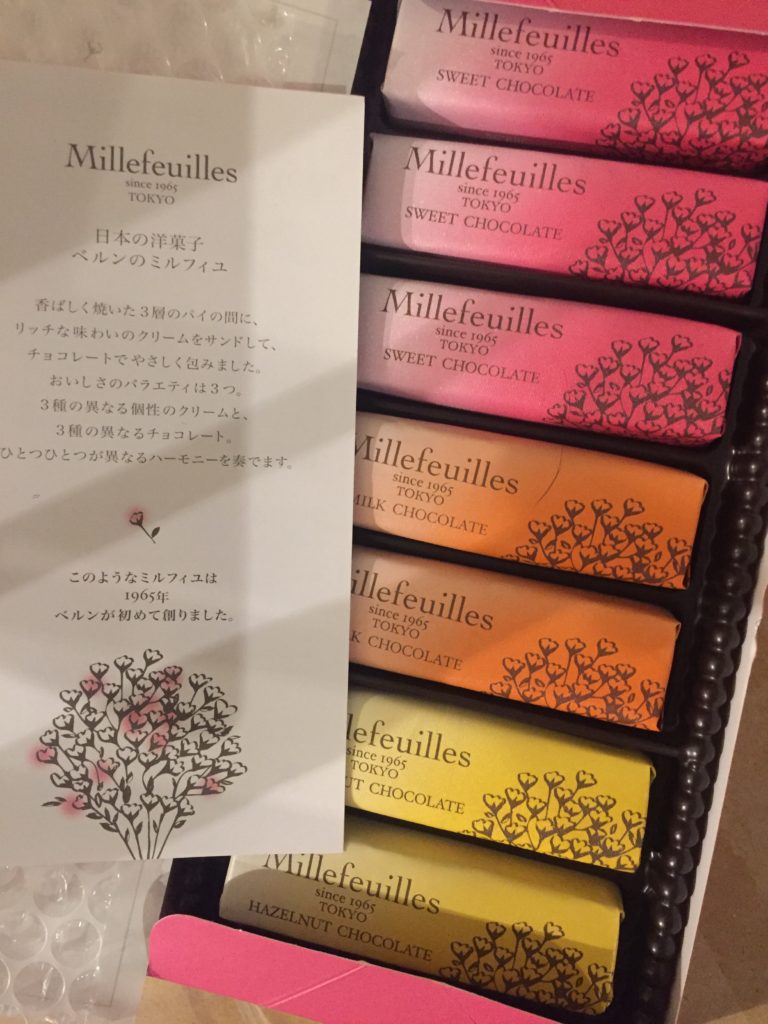 Millefeuilles
since 1965
TOKYO
日本の洋菓子
ベルンのミルフィユ
香ばしく焼いた3層のパイの間に、
リッチな味わいのクリームをサンドして、
チョコレートでやさしく包みました。
おいしさのバラエティは3つ。
3種の異なる個性のクリームと、
3種の異なるチョコレート。
ひとつひとつが異なるハーモニーを奏でます。
このようなミルフィユは
1965年
ベルンが初めて創りました。
Millefeuilles
since 1965
TOKYO
SWEET CHOCOLATE
Millefeuilles
since 1965
TOKYO
SWEET CHOCOLATE
Millefeuilles
since 1965
TOKYO
SWEET CHOCOLATE
Millefeuilles
since 1965
TOKYO
MILK CHOCOLATE
illefeuilles
since 1965
TOKYO
LK CHOCOLATE
lefeuilles
since 1965
TOKYO
UT CHOCOLATE
Millefeuilles
since 1965
TOKYO
HAZELNUT CHOCOLATE